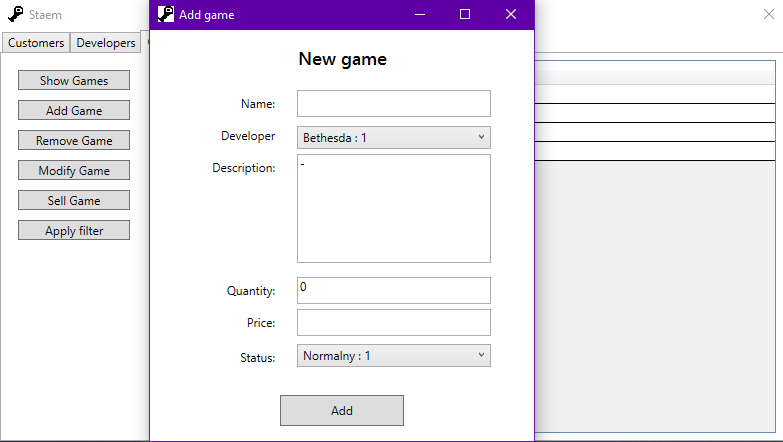 Staem
Customers Developers
Show Games
Add Game
Remove Game
Modify Game
Sell Game
Apply filter
Add game
New game
Name:
Developer Bethesda : 1
Description: -
Quantity: 0
Price:
Status: Normalny : 1
Add